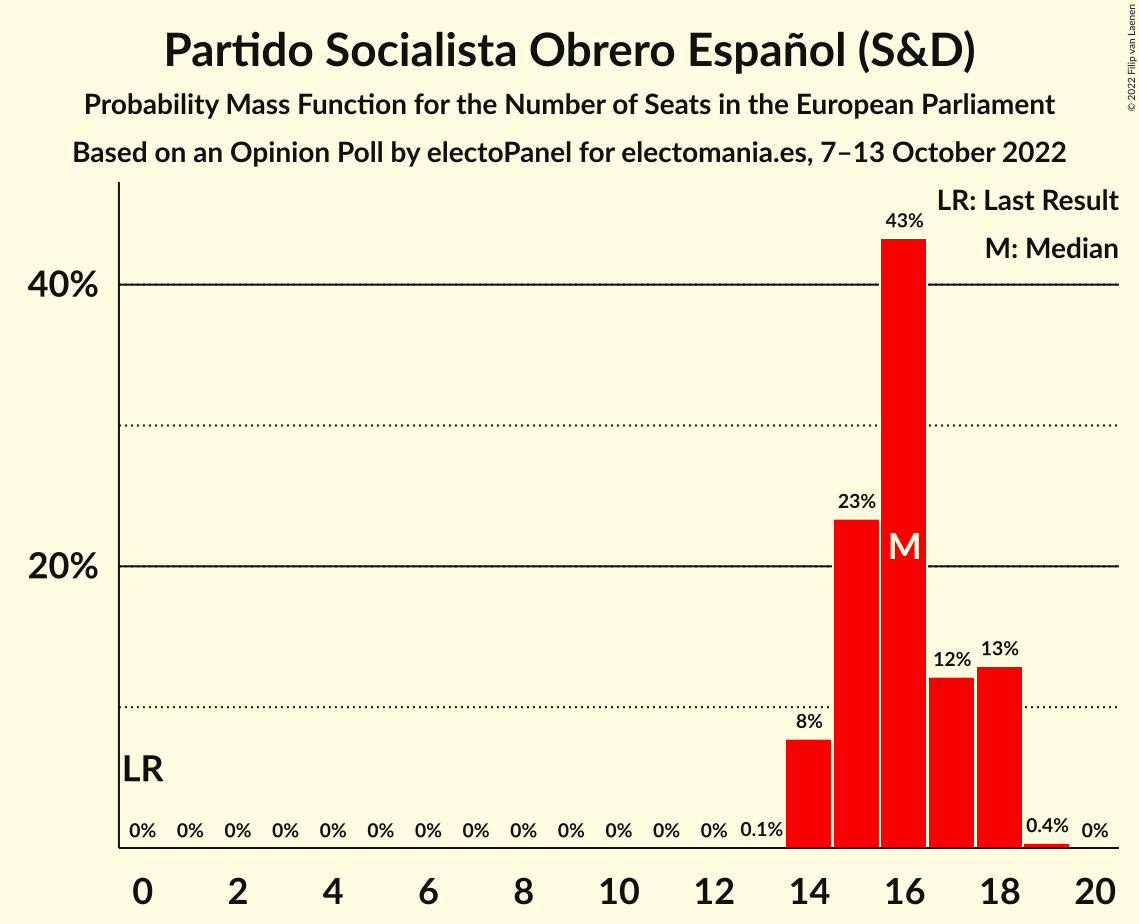 Partido Socialista Obrero Español (S&D)
Probability Mass Function for the Number of Seats in the European Parliament
Based on an Opinion Poll by electoPanel for electomania.es, 7–13 October 2022
© 2022 Filip van Laenen
LR: Last Result
M: Median
40%
20%
43%
23%
M
12%
13%
8%
LR
0% 0% 0% 0% 0% 0% 0% 0% 0% 0% 0% 0% 0% 0.1% 0.4% 0%
0 2 4 6 8 10 12 14 16 18 20